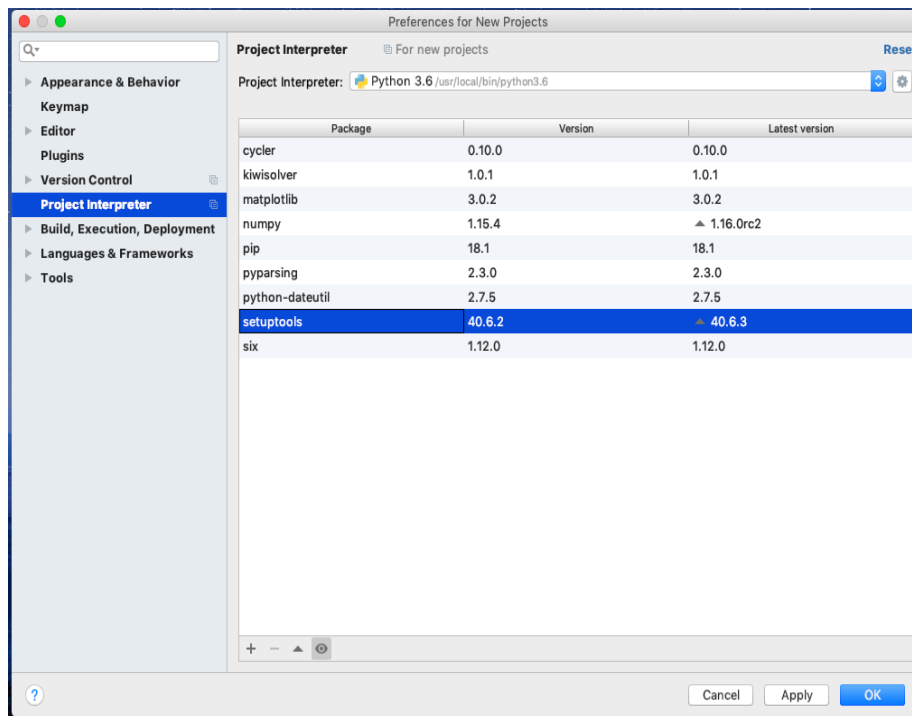 Preferences for New Projects
Project Interpreter For new projects Rese
Project Interpreter: Python 3.6 /usr/local/bin/python3.6
Appearance & Behavior
Keymap
Editor
Plugins
Version Control
Project Interpreter
Build, Execution, Deployment
Languages & Frameworks
Tools
Package Version Latest version
cycler 0.10.0 0.10.0
kiwisolver 1.0.1 1.0.1
matplotlib 3.0.2 3.0.2
numpy 1.15.4 1.16.0rc2
pip 18.1 18.1
pyparsing 2.3.0 2.3.0
python-dateutil 2.7.5 2.7.5
setuptools 40.6.2 40.6.3
six 1.12.0 1.12.0
? Cancel Apply OK